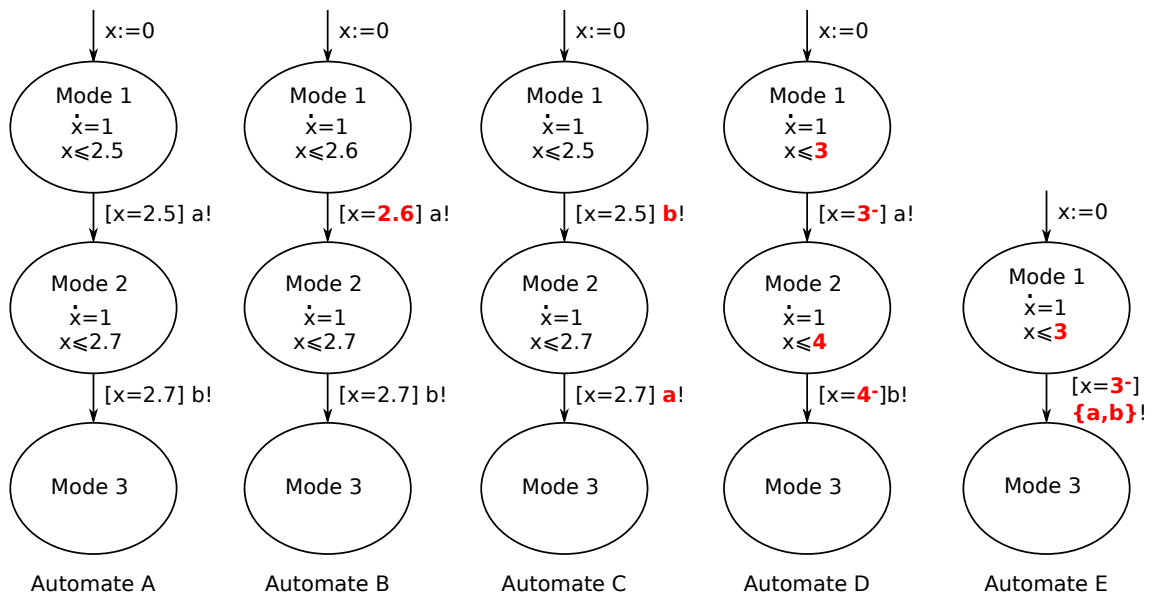 x:=0
Mode 1
ẋ=1
x⩽2.5
[x=2.5] a!
Mode 2
ẋ=1
x⩽2.7
[x=2.7] b!
Mode 3
Automate A
x:=0
Mode 1
ẋ=1
x⩽2.6
[x=2.6] a!
Mode 2
ẋ=1
x⩽2.7
[x=2.7] b!
Mode 3
Automate B
x:=0
Mode 1
ẋ=1
x⩽2.5
[x=2.5] b!
Mode 2
ẋ=1
x⩽2.7
[x=2.7] a!
Mode 3
Automate C
x:=0
Mode 1
ẋ=1
x⩽3
[x=3-] a!
Mode 2
ẋ=1
x⩽4
[x=4-]b!
Mode 3
Automate D
x:=0
Mode 1
ẋ=1
x⩽3
[x=3-]
{a,b}!
Mode 3
Automate E